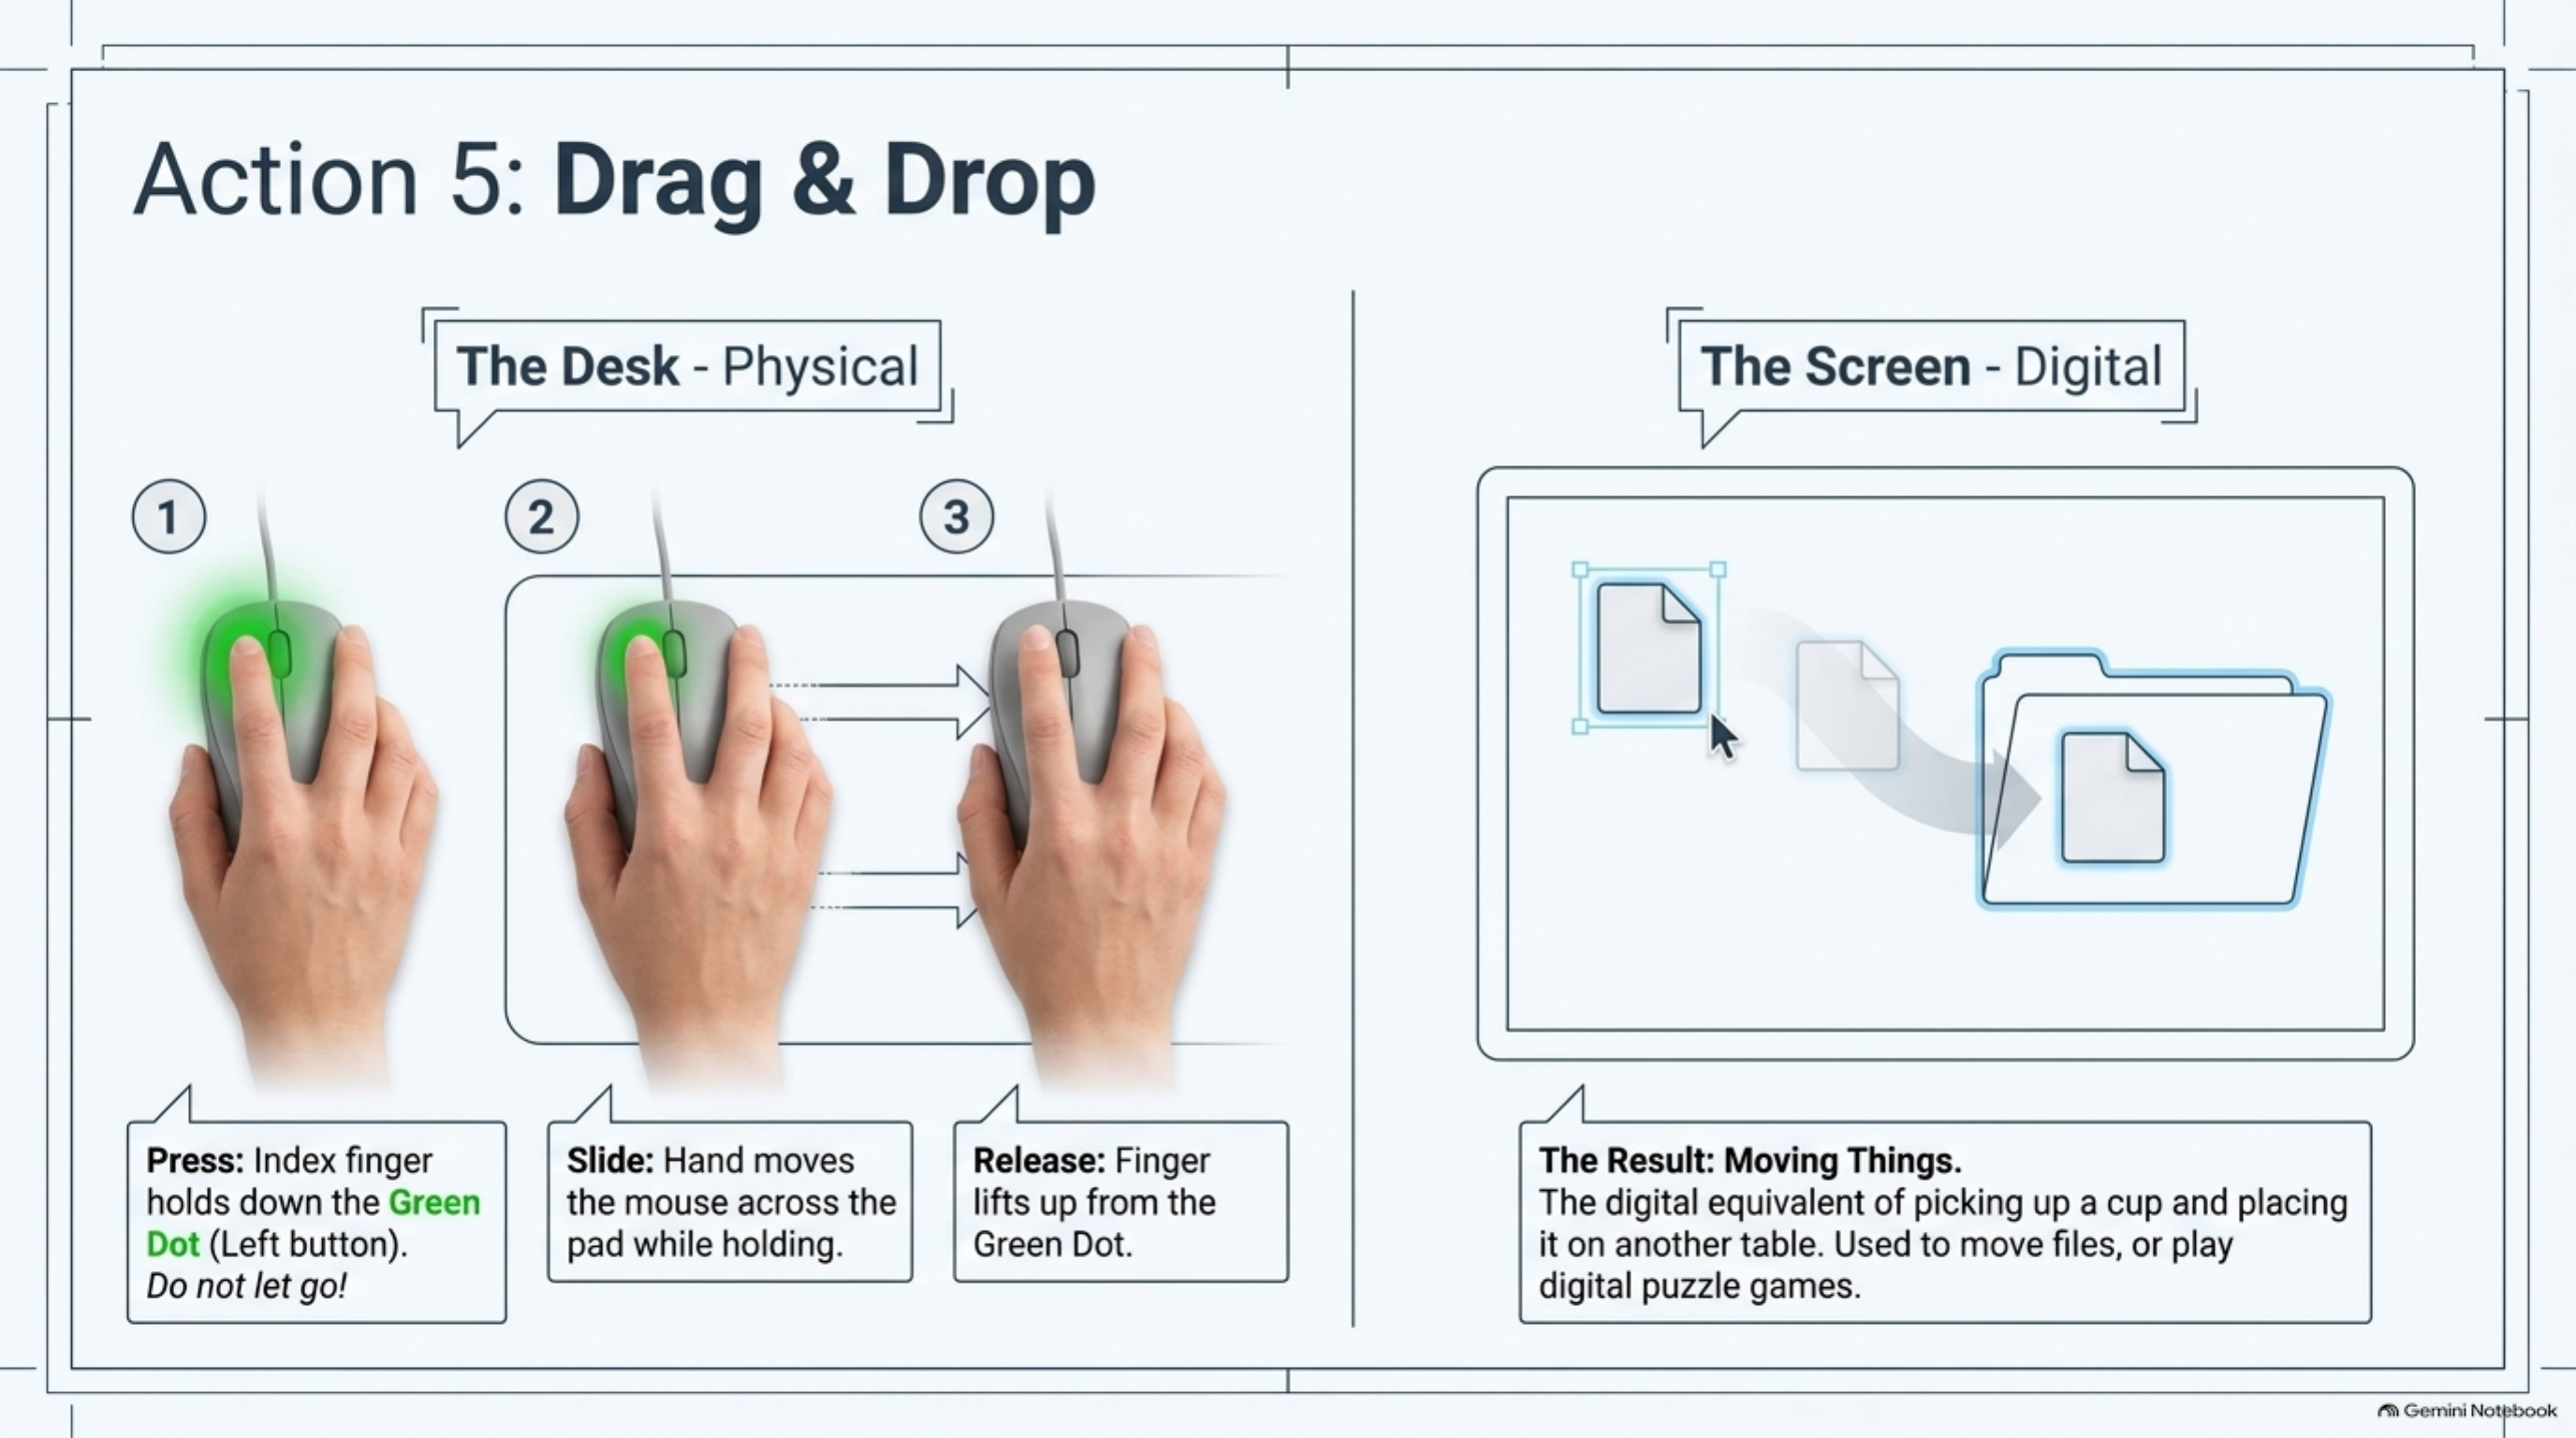 Action 5: Drag & Drop
The Desk - Physical
1
2
3
Press: Index finger
holds down the Green
Dot (Left button).
Do not let go!
Slide: Hand moves
the mouse across the
pad while holding.
Release: Finger
lifts up from the
Green Dot.
The Screen - Digital
The Result: Moving Things.
The digital equivalent of picking up a cup and placing
it on another table. Used to move files, or play
digital puzzle games.
Gemini Notebook